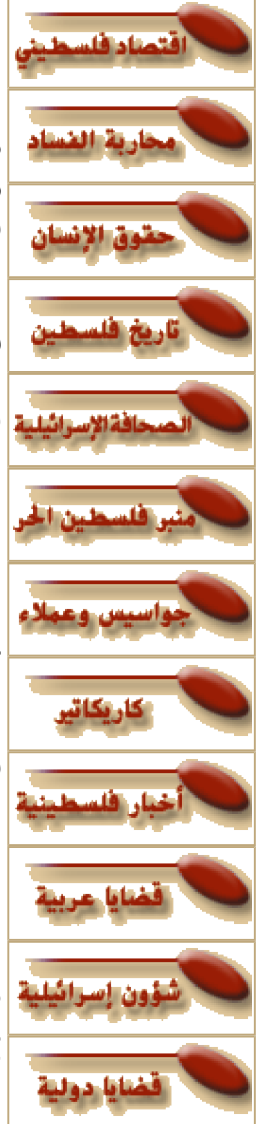 اقتصاد فلسطيني
محاربة الفساد
حقوق الإنسان
تاريخ فلسطين
الصحافة الإسرائيلية
منبر فلسطين الحر
جواسيس وعملاء
كاريكاتير
أخبار فلسطينية
قضايا عربية
شؤون إسرائيلية
قضايا دولية